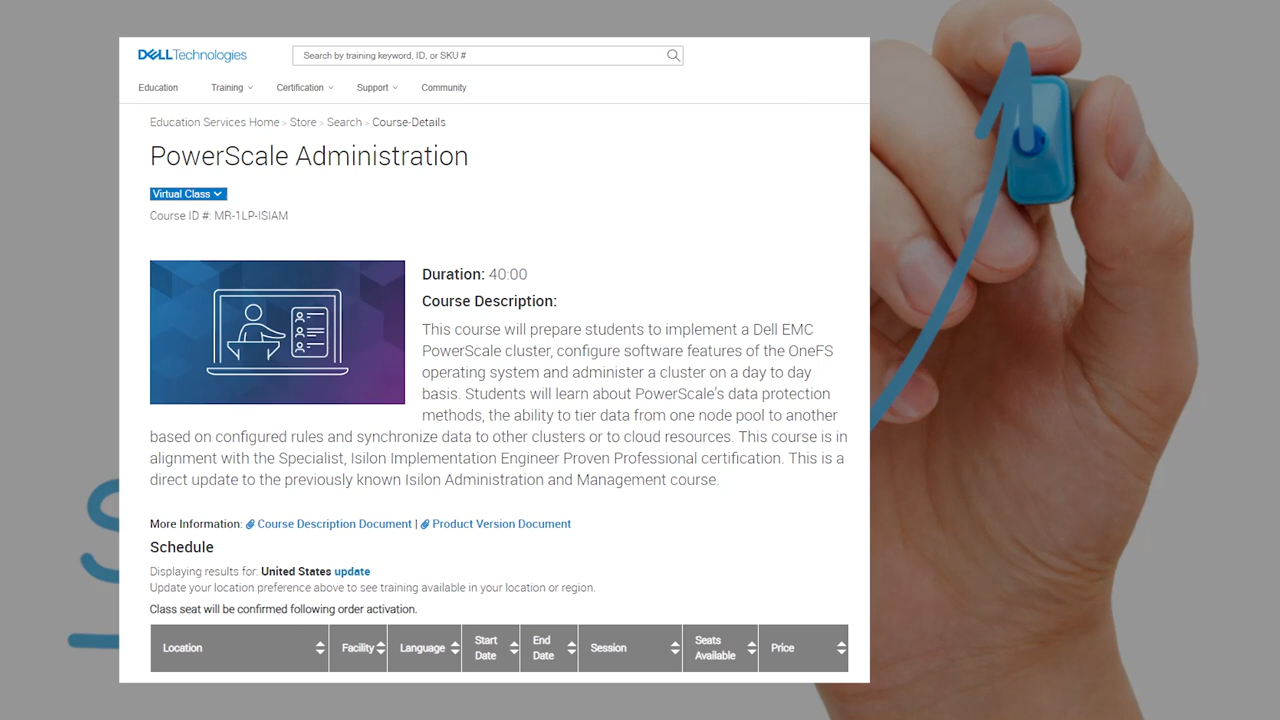 DELLTechnologies
Search by training keyword, ID, or SKU #
Education Training Certification Support Community
Education Services Home > Store > Search > Course-Details
PowerScale Administration
Virtual Class
Course ID #: MR-1LP-ISIAM
Duration: 40:00
Course Description:
This course will prepare students to implement a Dell EMC
PowerScale cluster, configure software features of the OneFS
operating system and administer a cluster on a day to day
basis. Students will learn about PowerScale's data protection
methods, the ability to tier data from one node pool to another
based on configured rules and synchronize data to other clusters or to cloud resources. This course is in
alignment with the Specialist, Isilon Implementation Engineer Proven Professional certification. This is a
direct update to the previously known Isilon Administration and Management course.
More Information: Course Description Document | Product Version Document
Schedule
Displaying results for: United States update
Update your location preference above to see training available in your location or region.
Class seat will be confirmed following order activation.
Location Facility Language Start Date End Date Session Seats Available Price